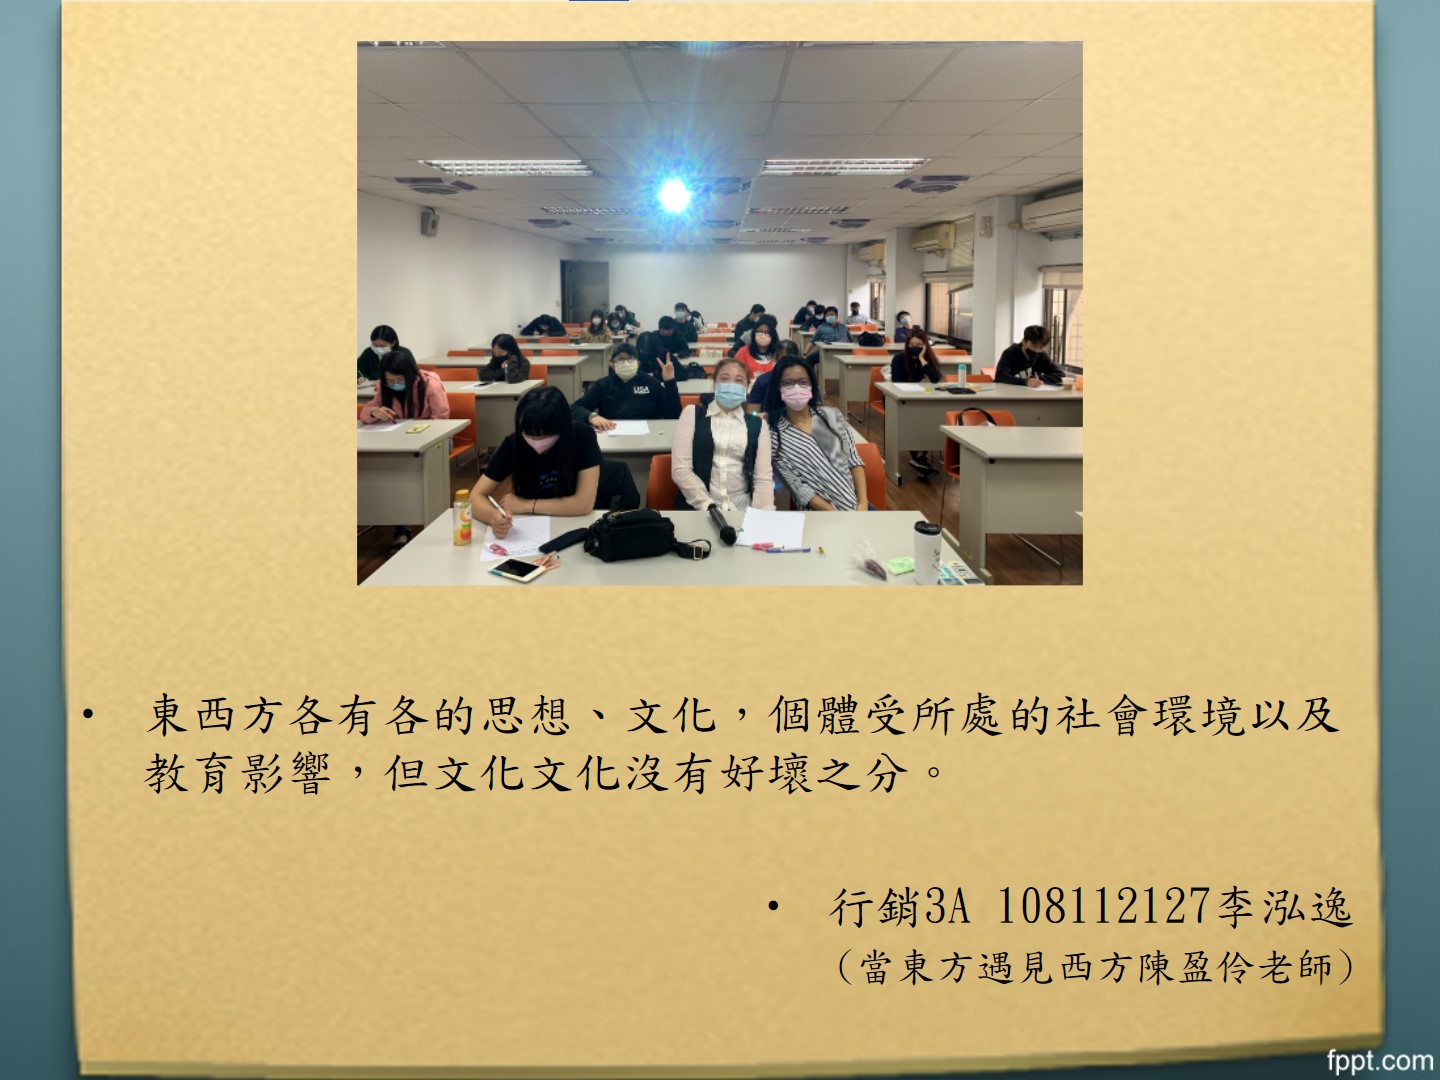 USA
• 東西方各有各的思想、文化，個體受所處的社會環境以及
教育影響，但文化文化沒有好壞之分。
• 行銷3A 108112127李泓逸
（當東方遇見西方陳盈伶老師）
fppt.com